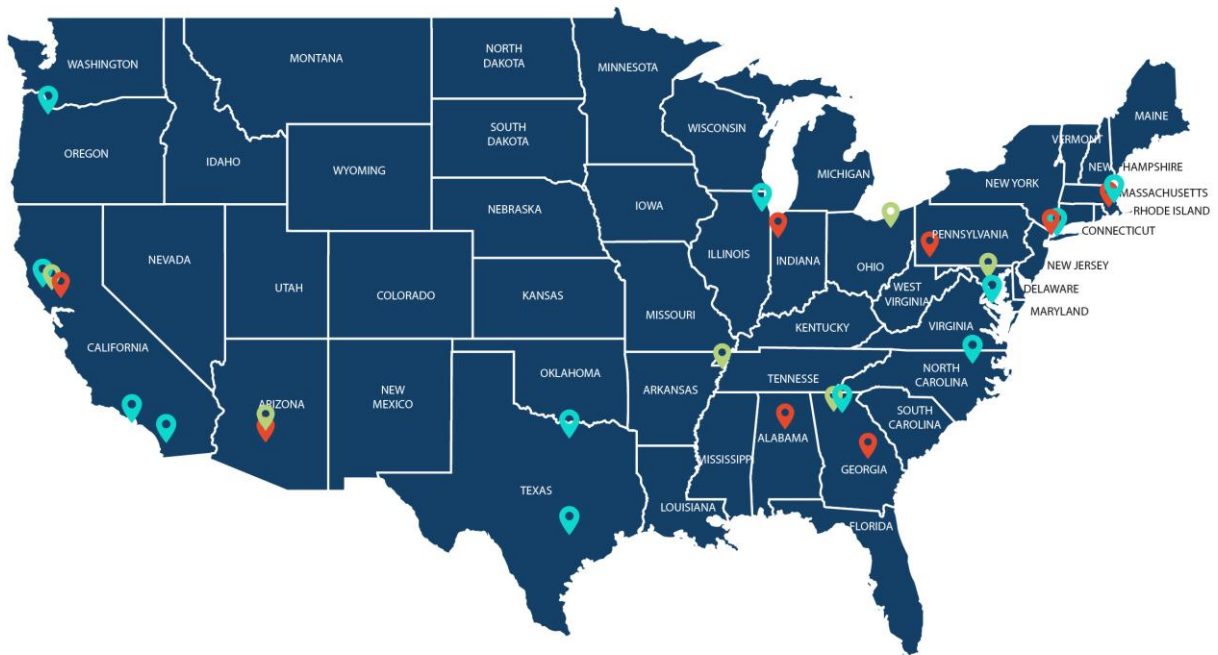 WASHINGTON
MONTANA
NORTH
DAKOTA
MINNESOTA
MAINE
VERMONT
NEW HAMPSHIRE
OREGON
IDAHO
SOUTH
DAKOTA
WISCONSIN
MICHIGAN
NEW YORK
MASSACHUSETTS
RHODE ISLAND
CONNECTICUT
WYOMING
NEBRASKA
IOWA
PENNSYLVANIA
NEVADA
UTAH
COLORADO
KANSAS
ILLINOIS
INDIANA
OHIO
NEW JERSEY
WEST
VIRGINIA
DELAWARE
MARYLAND
CALIFORNIA
MISSOURI
KENTUCKY
VIRGINIA
ARIZONA
NEW
MEXICO
OKLAHOMA
ARKANSAS
TENNESSEE
NORTH
CAROLINA
SOUTH
CAROLINA
TEXAS
LOUISIANA
MISSISSIPP
ALABAMA
GEORGIA
FLORIDA